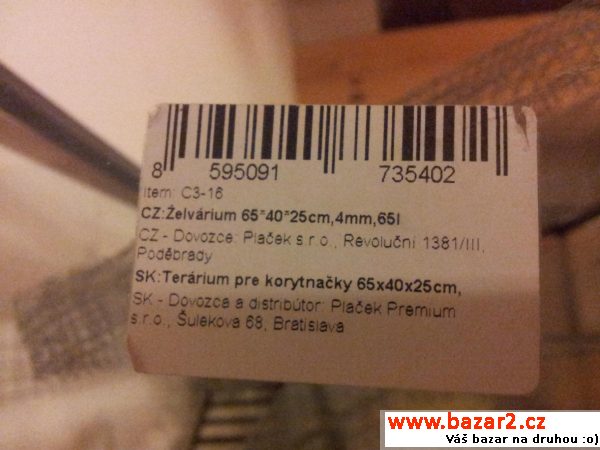 8 595091 735402
Item: C3-16
CZ:Želvárium 65*40*25cm,4mm,65l
CZ - Dovozce: Plaček s.r.o., Revoluční 1381/III,
Poděbrady
SK:Terárium pre korytnačky 65x40x25cm,
SK - Dovozca a distribútor: Plaček Premium
s.r.o., Šulekova 68, Bratislava
www.bazar2.cz
Váš bazar na druhou :o)